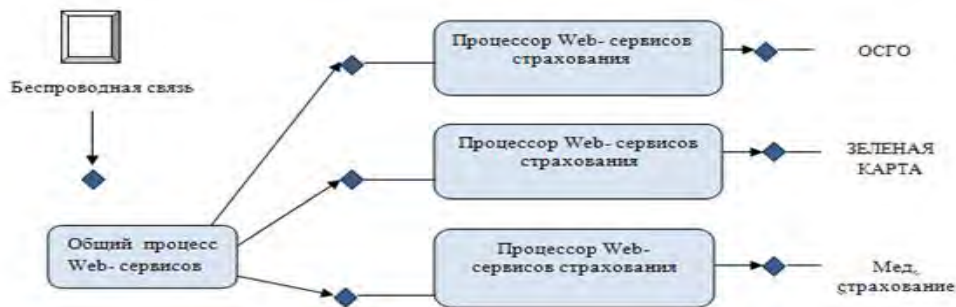 Беспроводная связь
Общий процесс
Web- сервисов
Процессор Web- сервисов
страхования
ОСГО
Процессор Web- сервисов
страхования
ЗЕЛЕНАЯ
КАРТА
Процессор Web-
сервисов страхования
Мед,
страхование